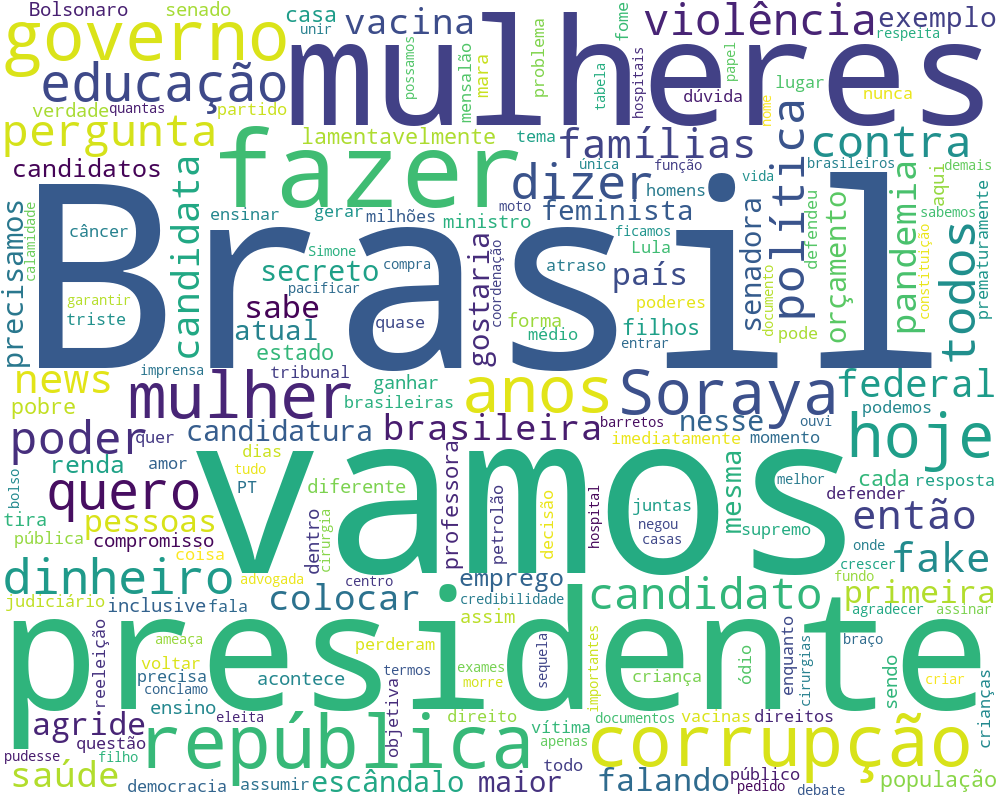 Bolsonaro senado casa vacina violência exemplo
governo unir mulheres fome respeita
educação possamos mensalão mara problema tabela hospitais papel lugar
verdade quantas partido dúvida nome nunca
pergunta lamentavelmente tema famílias política contra
candidatos fazer única função vida brasileiros demais
dizer homens
precisamos calamidade câncer candidata ensinar gerar moto milhões ministro feminista ficamos senadora defendeu pandemia aqui sabemos
Brasil
Simone Lula constituição prematuramente
garantir secreto pacificar compra gostaria coordenação atraso país documento orçamento todos
triste sabe quase forma poderes pode
atual médio filhos entrar
estado
news imprensa tribunal ganhar anos Soraya federal
pobre mulher brasileiras podemos
poder quer candidatura brasileira barretos nesse momento ouvi hoje
imediatamente
renda amor dias vamos melhor cada resposta
bolso quero tudo PT diferente professora petrolão decisão hospital juntas mesma defender
tira pessoas negou supremo então
pública compromisso coisa dentro cirurgia casas onde
dinheiro advogada centro emprego crescer fake
fundo
judiciário inclusive fala colocar credibilidade candidato primeira
presidente assim agradecer assinar
reeleição ameaça perderam braço
voltar exames
precisa acontece termos morre sequela importantes criança ódio enquanto cirurgias sendo criar
conclamo
ensino
agride eleita república objetiva direito vítima documentos vacinas direitos crianças
questão corrupção
pudesse filho apenas
saúde todo público população
democracia assumir escândalo maior falando pedido debate